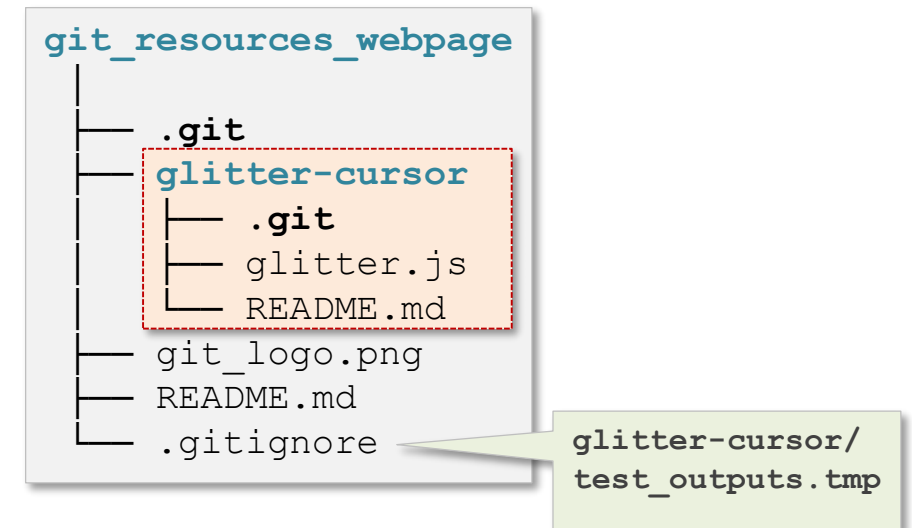 git_resources_webpage
.git
glitter-cursor
.git
glitter.js
README.md
git_logo.png
README.md
.gitignore
glitter-cursor/
test_outputs.tmp